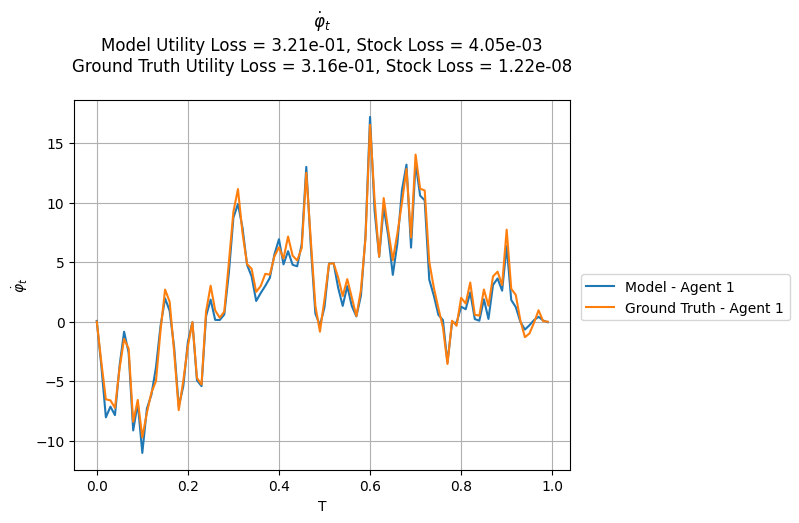 φ̇_t
Model Utility Loss = 3.21e-01, Stock Loss = 4.05e-03
Ground Truth Utility Loss = 3.16e-01, Stock Loss = 1.22e-08
φ̇_t
15
10
5
0
−5
−10
0.0 0.2 0.4 0.6 0.8 1.0
T
Model - Agent 1
Ground Truth - Agent 1